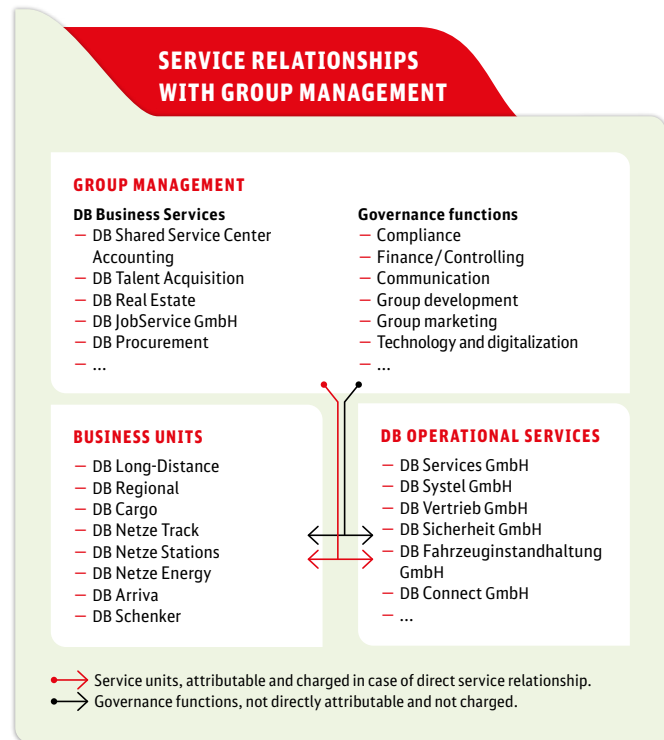 SERVICE RELATIONSHIPS
WITH GROUP MANAGEMENT
GROUP MANAGEMENT
DB Business Services
— DB Shared Service Center
Accounting
— DB Talent Acquisition
— DB Real Estate
— DB JobService GmbH
— DB Procurement
— ...
Governance functions
— Compliance
— Finance/Controlling
— Communication
— Group development
— Group marketing
— Technology and digitalization
— ...
BUSINESS UNITS
— DB Long-Distance
— DB Regional
— DB Cargo
— DB Netze Track
— DB Netze Stations
— DB Netze Energy
— DB Arriva
— DB Schenker
DB OPERATIONAL SERVICES
— DB Services GmbH
— DB Systel GmbH
— DB Vertrieb GmbH
— DB Sicherheit GmbH
— DB Fahrzeuginstandhaltung
GmbH
— DB Connect GmbH
— ...
Service units, attributable and charged in case of direct service relationship.
Governance functions, not directly attributable and not charged.